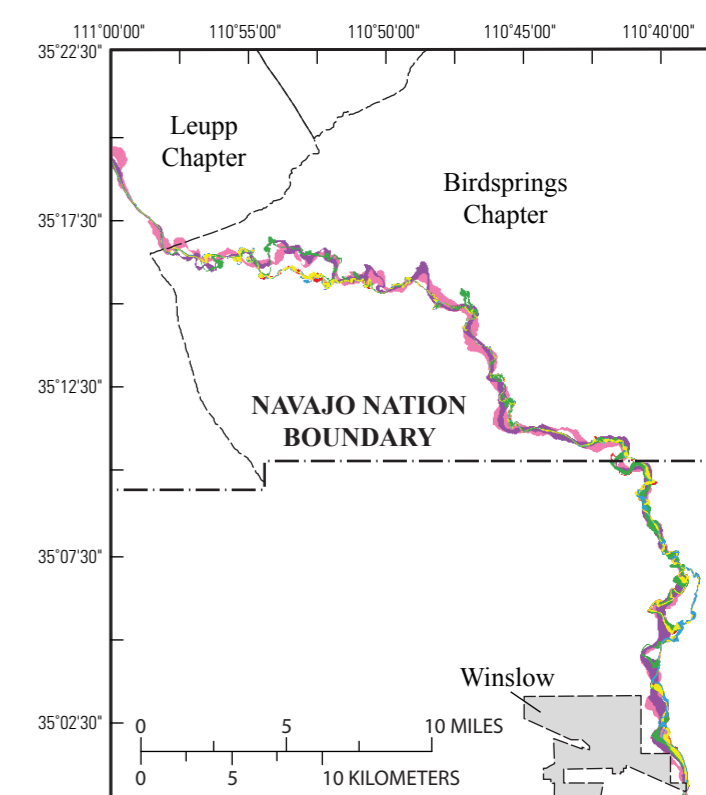 111°00'00" 110°55'00" 110°50'00" 110°45'00" 110°40'00"
35°22'30"
Leupp
Chapter
Birdsprings
Chapter
35°17'30"
35°12'30"
NAVAJO NATION
BOUNDARY
35°07'30"
Winslow
35°02'30"
0 5 10 MILES
0 5 10 KILOMETERS